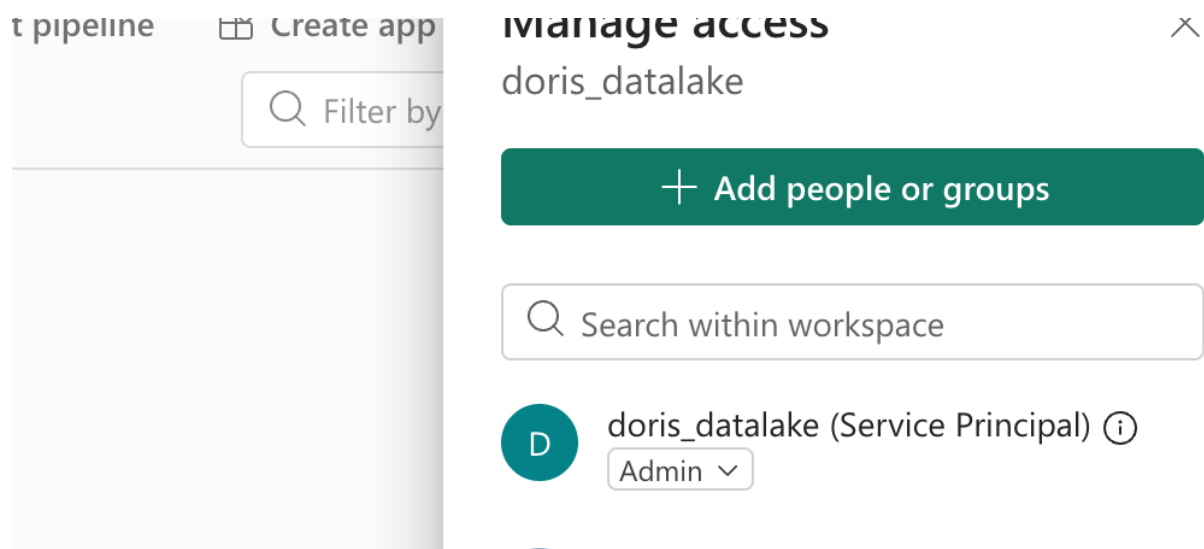 t pipeline
Create app
Filter by
Manage access
doris_datalake
Add people or groups
Search within workspace
D
doris_datalake (Service Principal)
Admin